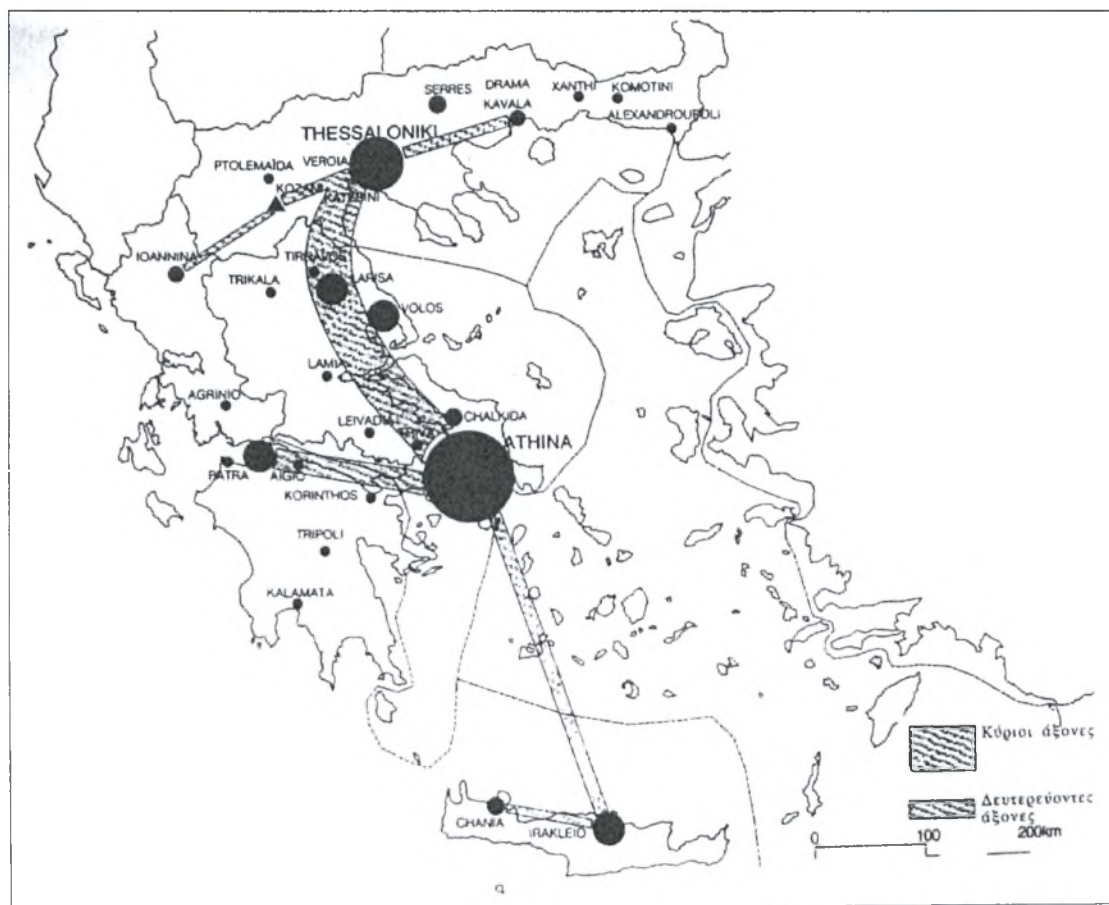 SERRES
DRAMA
XANTHI
KOMOTINI
KAVALA
ALEXANDROUPOLI
THESSALONIKI
VEROIA
PTOLEMAÏDA
KATERINI
IOANNINA
TIRNAVOS
TRIKALA
LARISA
VOLOS
LAMIA
AGRINIO
LEIVADIA
CHALKIDA
ATHINA
PATRA
AIGIO
KORINTHOS
TRIPOLI
KALAMATA
Κύριοι άξονες
CHANIA
IRAKLEIO
Δευτερεύοντες
άξονες
0
100
200km